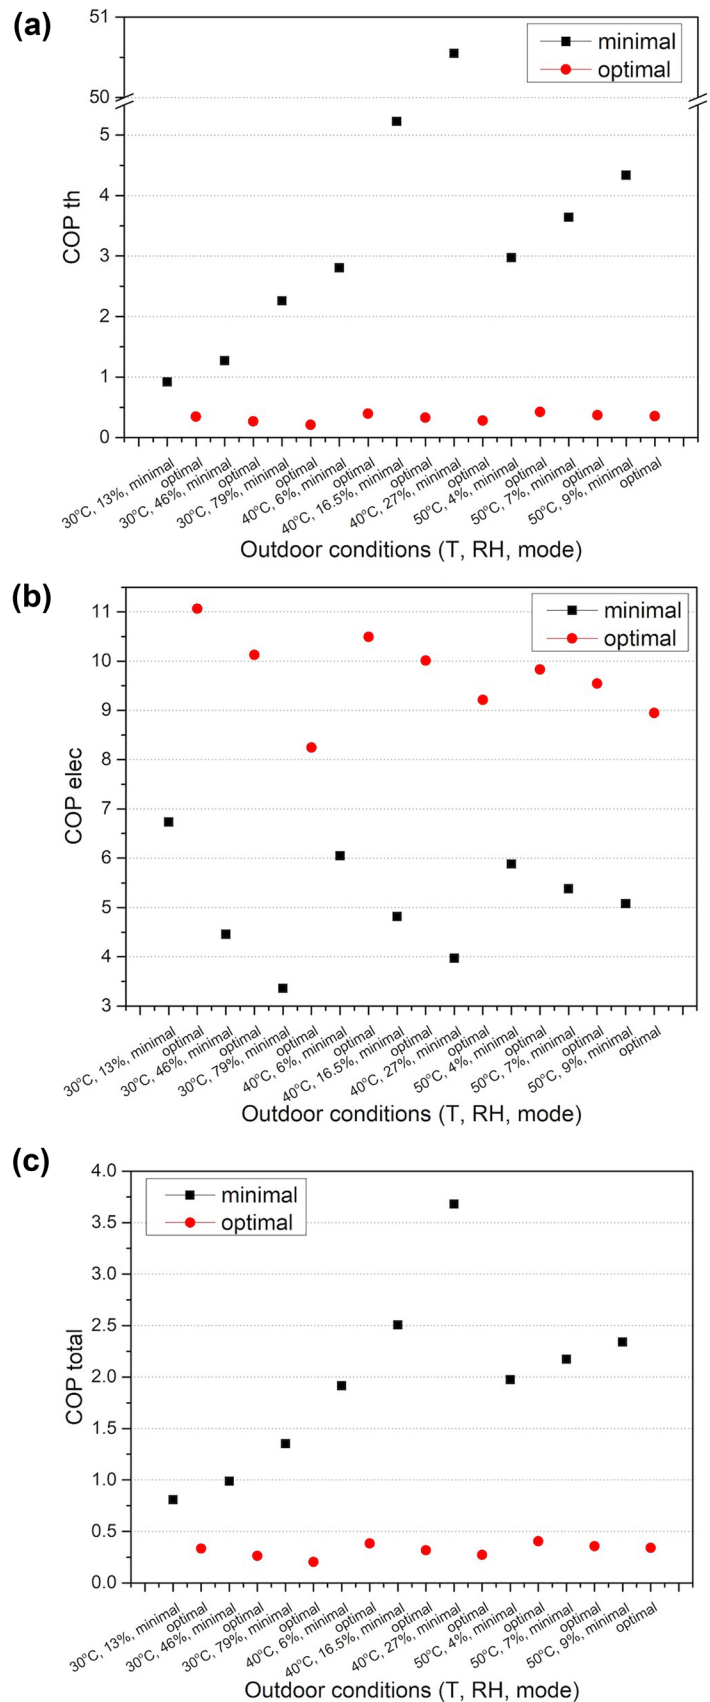 (a)
51
50
5
4
3
2
1
0
COP th
minimal
optimal
30°C, 13%, minimal
optimal
30°C, 46%, minimal
optimal
30°C, 79%, minimal
optimal
40°C, 6%, minimal
optimal
40°C, 16.5%, minimal
optimal
40°C, 27%, minimal
optimal
50°C, 4%, minimal
optimal
50°C, 7%, minimal
optimal
50°C, 9%, minimal
optimal
Outdoor conditions (T, RH, mode)
(b)
11
10
9
8
7
6
5
4
3
COP elec
minimal
optimal
30°C, 13%, minimal
optimal
30°C, 46%, minimal
optimal
30°C, 79%, minimal
optimal
40°C, 6%, minimal
optimal
40°C, 16.5%, minimal
optimal
40°C, 27%, minimal
optimal
50°C, 4%, minimal
optimal
50°C, 7%, minimal
optimal
50°C, 9%, minimal
optimal
Outdoor conditions (T, RH, mode)
(c)
4.0
3.5
3.0
2.5
2.0
1.5
1.0
0.5
0.0
COP total
minimal
optimal
30°C, 13%, minimal
optimal
30°C, 46%, minimal
optimal
30°C, 79%, minimal
optimal
40°C, 6%, minimal
optimal
40°C, 16.5%, minimal
optimal
40°C, 27%, minimal
optimal
50°C, 4%, minimal
optimal
50°C, 7%, minimal
optimal
50°C, 9%, minimal
optimal
Outdoor conditions (T, RH, mode)